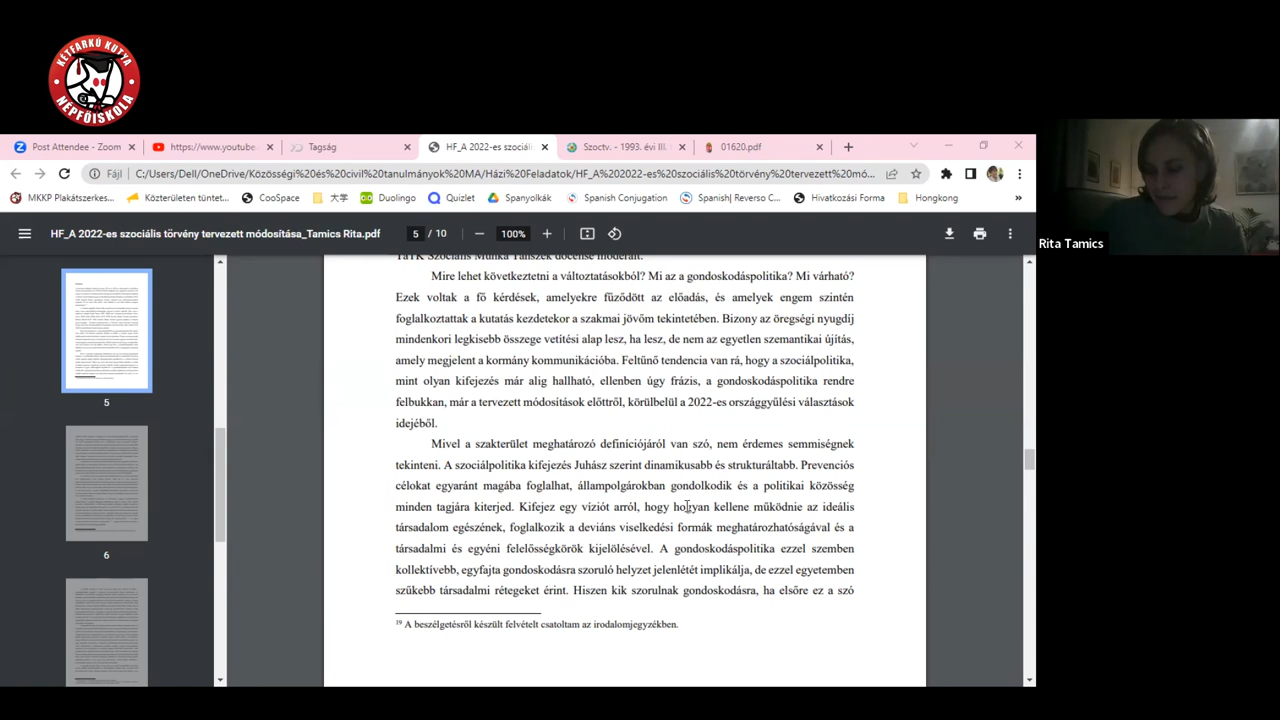 KÉTFARKÚ KUTYA
NÉPFŐISKOLA
Post Attendee - Zoom
https://www.youtube
Tagság
HF_A 2022-es szociáli
Szoctv. - 1993. évi III.
01620.pdf
Fájl
C:/Users/Dell/OneDrive/Közösségi%20és%20civil%20tanulmányok%20MA/Házi%20Feladatok/HF_A%202022-es%20szociális%20törvény%20tervezett%20mó...
MKKP Plakátszerkes...
Közterületen tüntet...
CooSpace
大学
Duolingo
Quizlet
Spanyolkák
Spanish Conjugation
Spanish| Reverso C...
Hivatkozási Forma
Hongkong
»
HF_A 2022-es szociális törvény tervezett módosítása_Tamics Rita.pdf
5 / 10
100%
Rita Tamics
5
6
TáTK Szociális Munka Tanszék docense moderált.
Mire lehet következtetni a változtatásokból? Mi az a gondoskodáspolitika? Mi várható?
Ezek voltak a fő kérdések, amelyekre fűződött az előadás, és amelyek engem szintén
foglalkoztattak a kutatás kezdetekor a szakmai jövőm tekintetében. Bizony az öregségi nyugdíj
mindenkori legkisebb összege vetítési alap lesz, ha lesz, de nem az egyetlen szemantikai újítás,
amely megjelent a kormányzati kommunikációba. Feltűnő tendencia van rá, hogy a szociálpolitika,
mint olyan kifejezés már alig hallható, ellenben úgy frázis, a gondoskodáspolitika rendre
felbukkan, már a tervezett módosítások előttről, körülbelül a 2022-es országgyűlési választások
idejéből.
Mivel a szakterület meghatározó definíciójáról van szó, nem érdemes semmiségnek
tekinteni. A szociálpolitika kifejezés Juhász szerint dinamikusabb és strukturáltabb. Prevenciós
célokat egyaránt magába foglalhat, állampolgárokban gondolkodik és a politikai közösség
minden tagjára kiterjed. Kifejez egy víziót arról, hogy hogyan kellene működnie az ideális
társadalom egészének, foglalkozik a deviáns viselkedési formák meghatározhatóságával és a
társadalmi és egyéni felelősségkörök kijelölésével. A gondoskodáspolitika ezzel szemben
kollektívebb, egyfajta gondoskodásra szoruló helyzet jelenlétét implikálja, de ezzel egyetemben
szűkebb társadalmi rétegeket érint. Hiszen kik szorulnak gondoskodásra, ha elsőre ez a szó
19 A beszélgetésről készült felvételt csatoltam az irodalomjegyzékben.